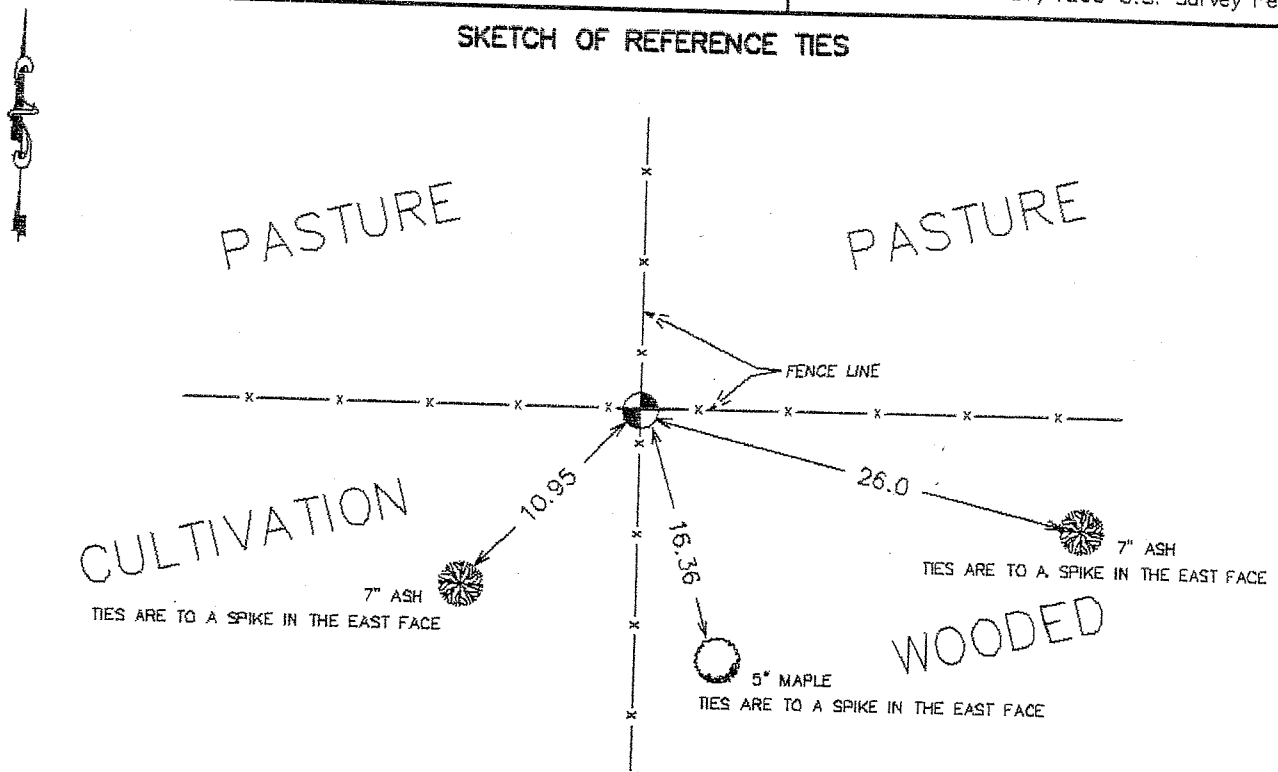 U.S. Survey Fe
SKETCH OF REFERENCE TIES
PASTURE
PASTURE
FENCE LINE
CULTIVATION
10.95
16.36
26.0
7" ASH
TIES ARE TO A SPIKE IN THE EAST FACE
7" ASH
TIES ARE TO A SPIKE IN THE EAST FACE
WOODED
5" MAPLE
TIES ARE TO A SPIKE IN THE EAST FACE